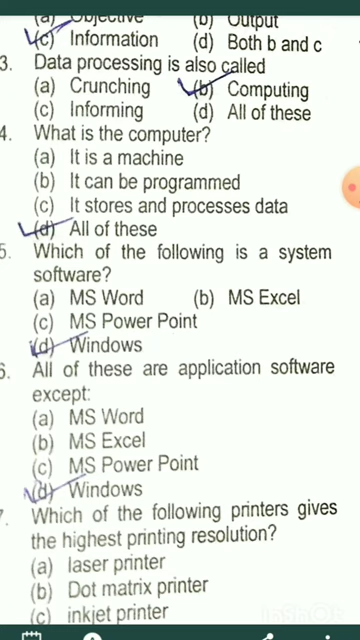 (a) Objective (b) Output
(c) Information (d) Both b and c
3. Data processing is also called
(a) Crunching (b) Computing
(c) Informing (d) All of these
4. What is the computer?
(a) It is a machine
(b) It can be programmed
(c) It stores and processes data
(d) All of these
5. Which of the following is a system
software?
(a) MS Word (b) MS Excel
(c) MS Power Point
(d) Windows
6. All of these are application software
except:
(a) MS Word
(b) MS Excel
(c) MS Power Point
(d) Windows
7. Which of the following printers gives
the highest printing resolution?
(a) laser printer
(b) Dot matrix printer
(c) inkjet printer